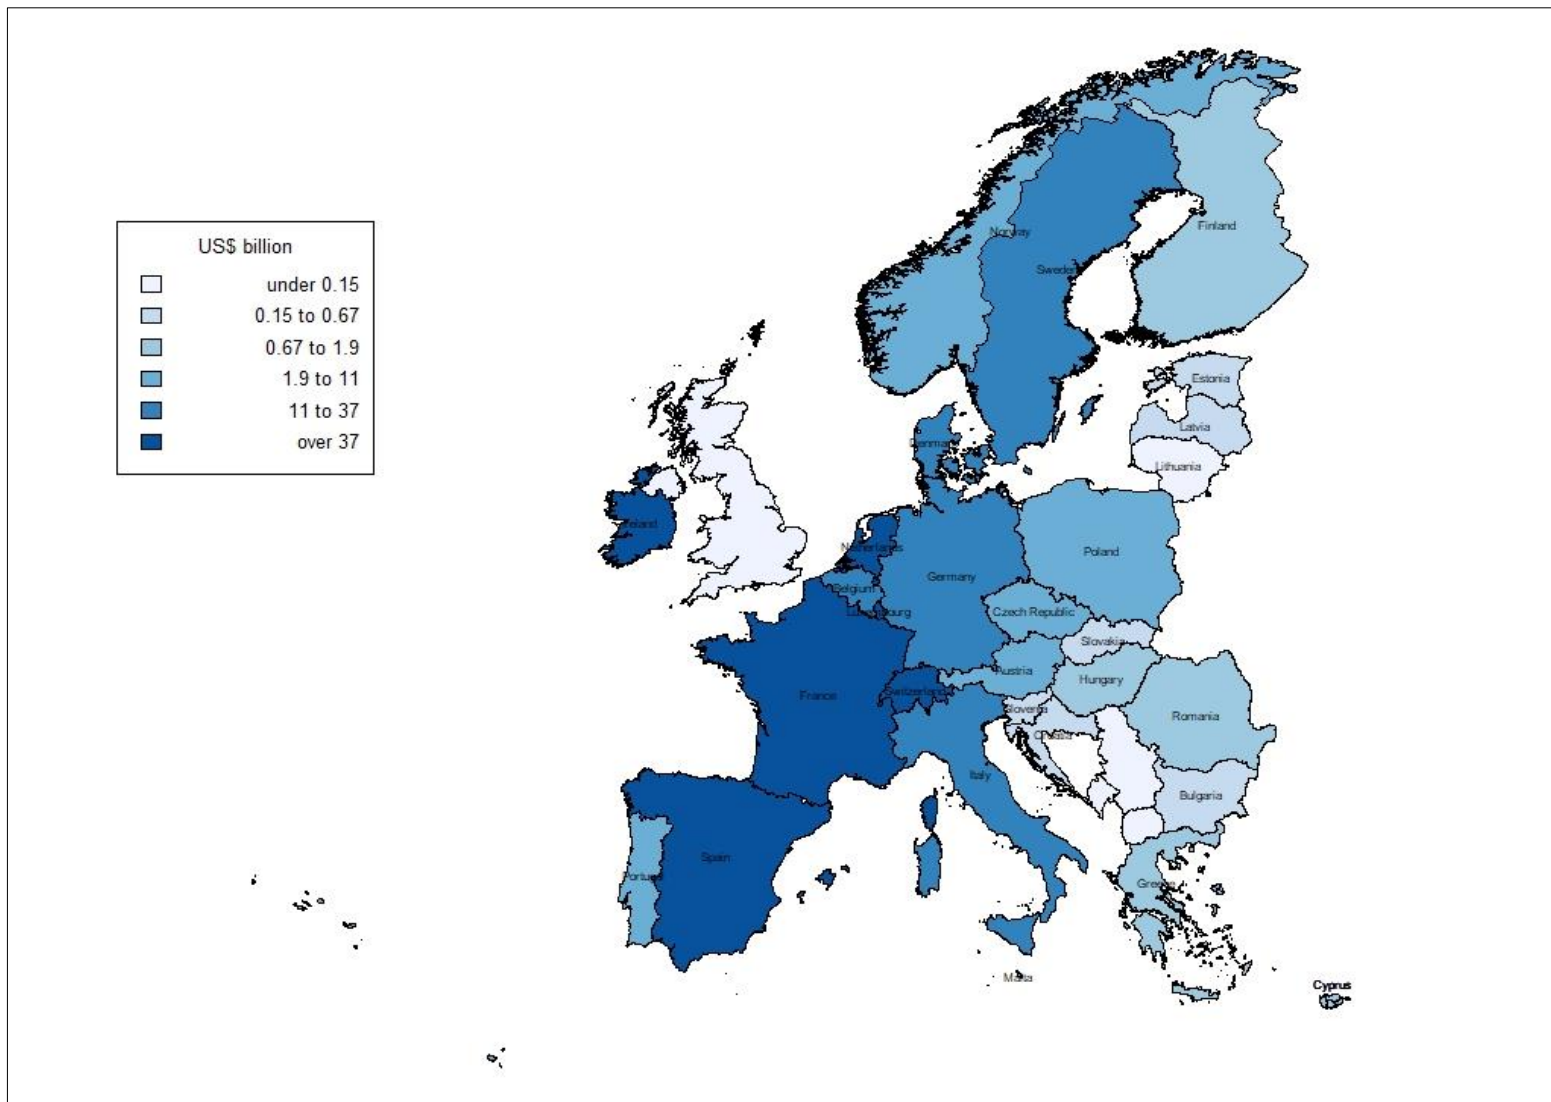 US$ billion
under 0.15
0.15 to 0.67
0.67 to 1.9
1.9 to 11
11 to 37
over 37
Finland
Norway
Sweden
Estonia
Latvia
Denmark
Lithuania
Ireland
Netherlands
Poland
Germany
Belgium
Luxembourg
Czech Republic
Slovakia
Austria
Hungary
France
Switzerland
Slovenia
Romania
Croatia
Italy
Bulgaria
Spain
Portugal
Greece
Malta
Cyprus